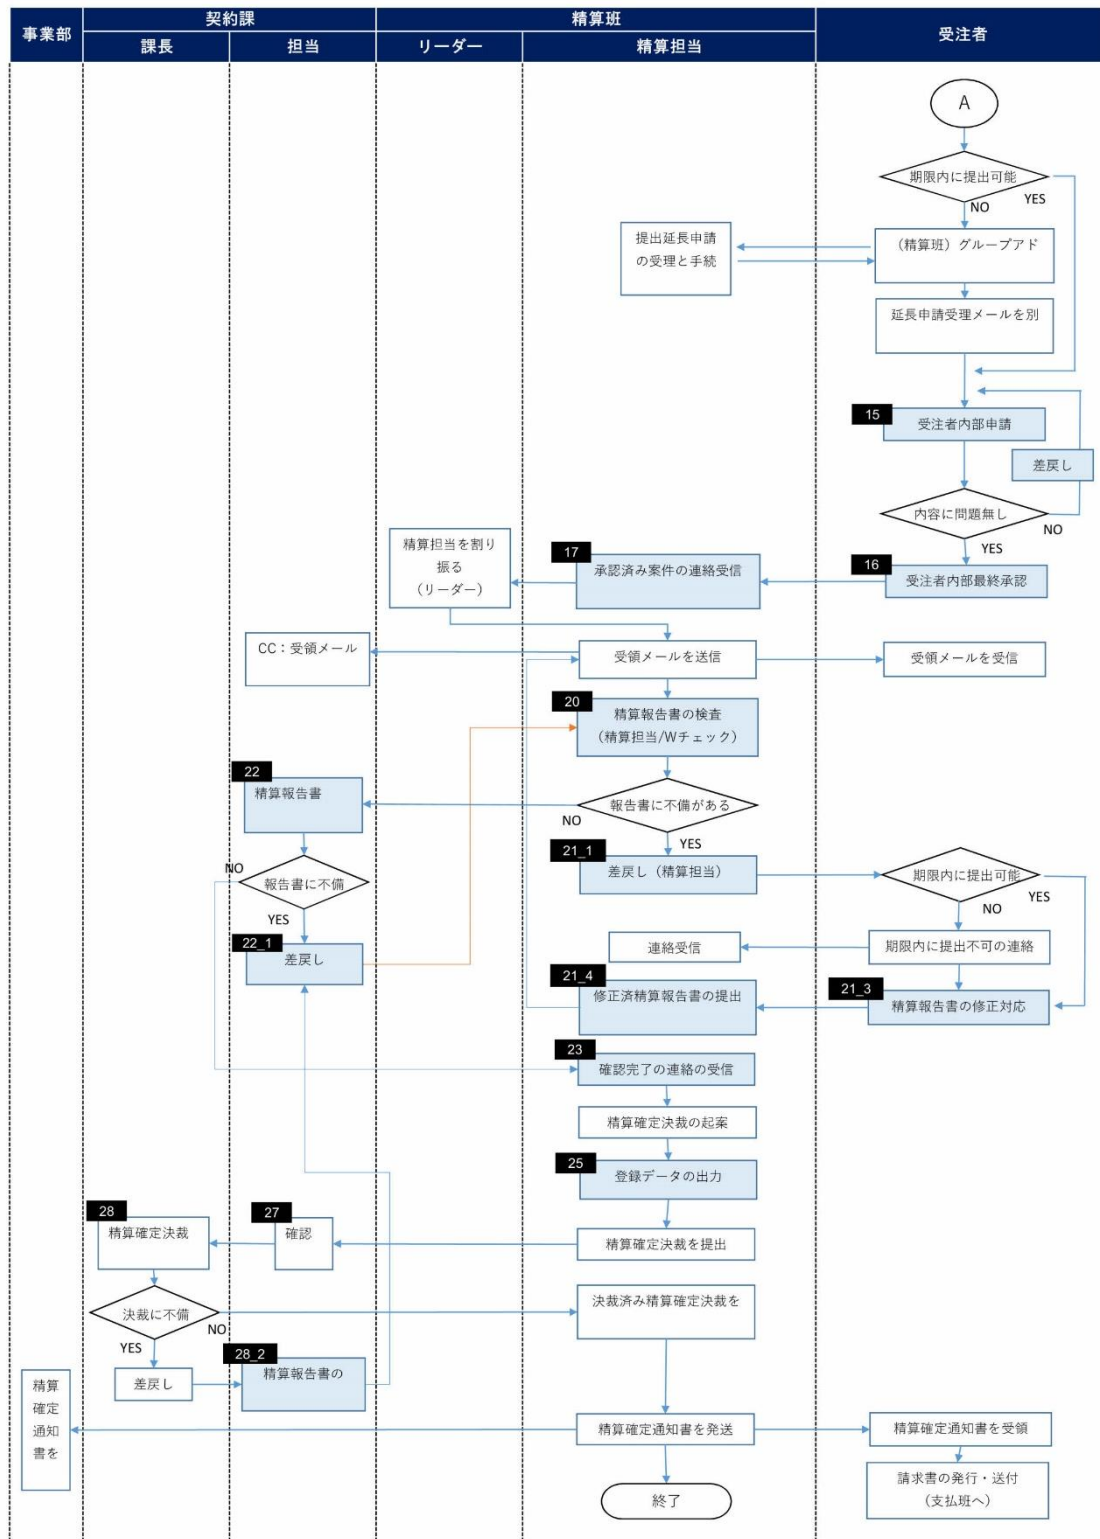 事業部
契約課
課長
担当
精算班
リーダー
精算担当
受注者
A
期限内に提出可能
YES
NO
提出延長申請
の受理と手続
（精算班）グループアド
延長申請受理メールを別
15
受注者内部申請
差戻し
内容に問題無し
NO
YES
精算担当を割り
振る
（リーダー）
17
承認済み案件の連絡受信
16
受注者内部最終承認
CC：受領メール
受領メールを送信
受領メールを受信
20
精算報告書の検査
（精算担当/Wチェック）
22
精算報告書
報告書に不備がある
NO
YES
NO
報告書に不備
YES
21_1
差戻し（精算担当）
期限内に提出可能
YES
NO
22_1
差戻し
連絡受信
期限内に提出不可の連絡
21_4
修正済精算報告書の提出
21_3
精算報告書の修正対応
23
確認完了の連絡の受信
精算確定決裁の起案
25
登録データの出力
28
精算確定決裁
27
確認
精算確定決裁を提出
決裁に不備
NO
YES
決裁済み精算確定決裁を
差戻し
28_2
精算報告書の
精算
確定
通知
書を
精算確定通知書を発送
精算確定通知書を受領
終了
請求書の発行・送付
（支払班へ）